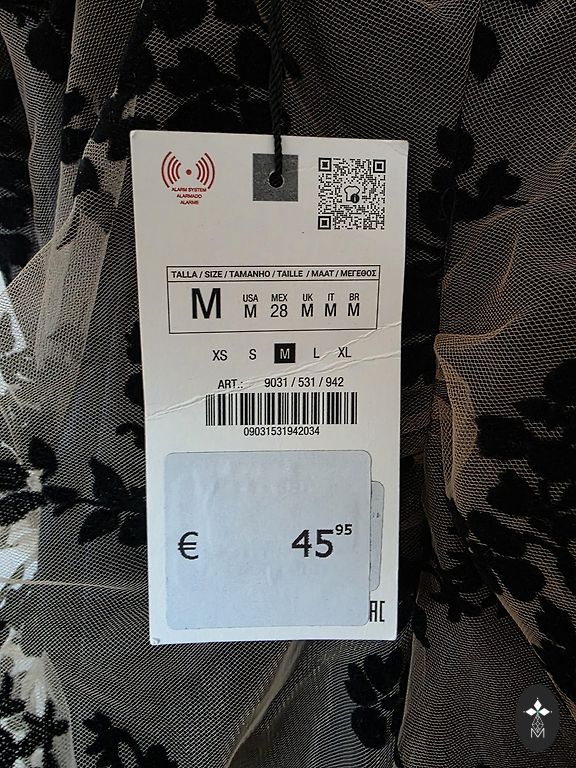 ALARM SYSTEM
ALARMADO
ALARME
TALLA / SIZE / TAMANHO / TAILLE / MAAT / ΜΕΓΕΘΟΣ
M USA MEX UK IT BR
M 28 M M M
XS S M L XL
ART.: 9031 / 531 / 942
09031531942034
€ 45⁹⁵
M